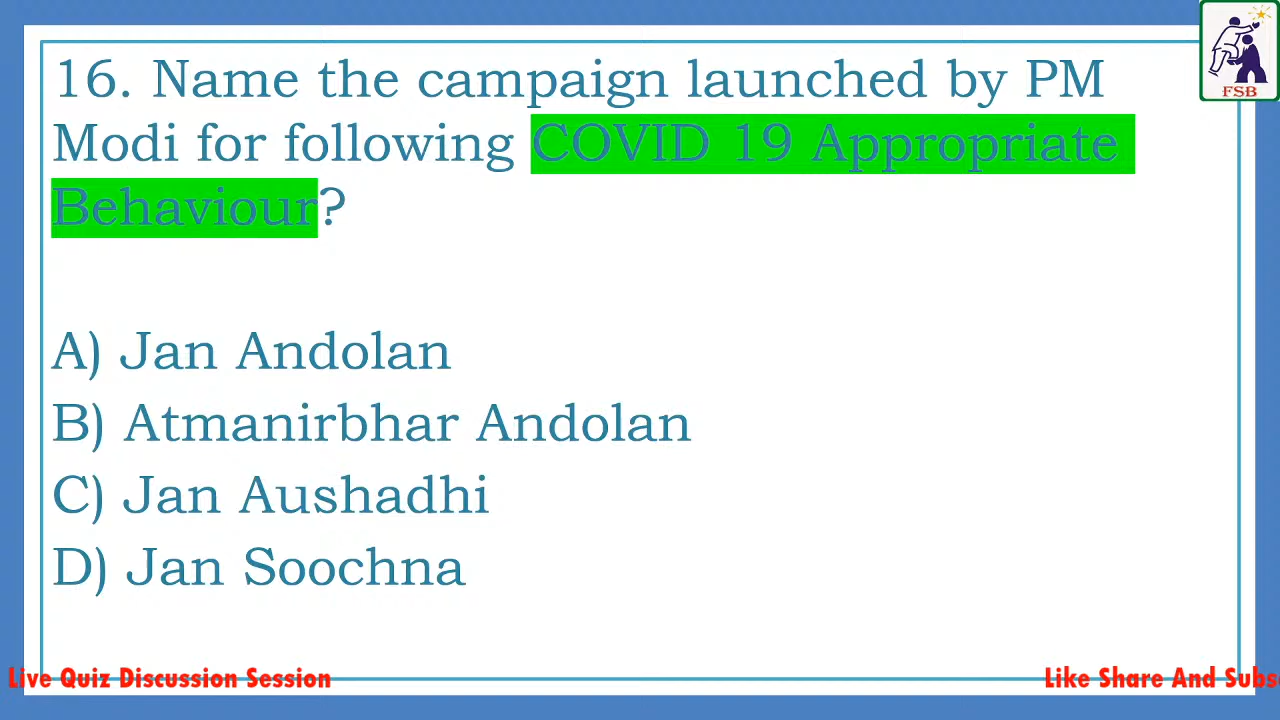 FSB
16. Name the campaign launched by PM
Modi for following COVID 19 Appropriate
Behaviour?
A) Jan Andolan
B) Atmanirbhar Andolan
C) Jan Aushadhi
D) Jan Soochna
Live Quiz Discussion Session
Like Share And Subs